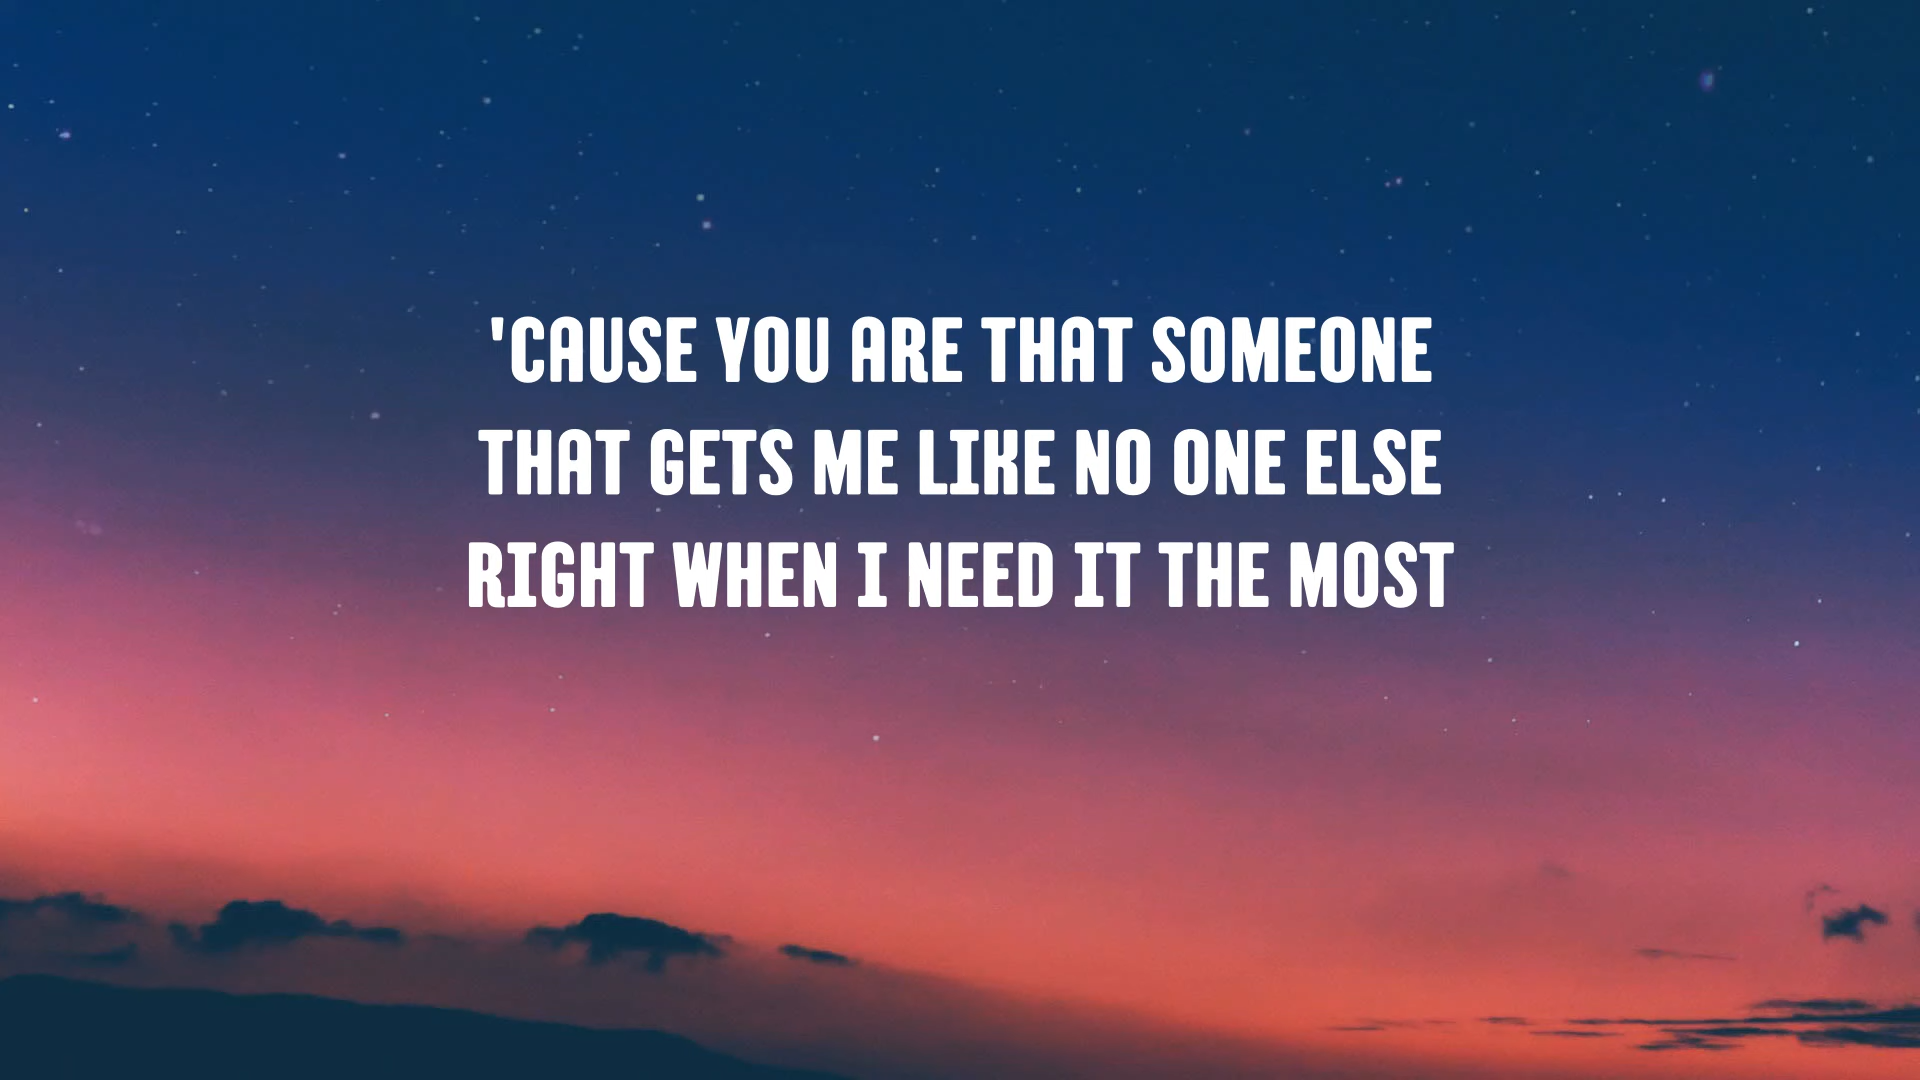 'CAUSE YOU ARE THAT SOMEONE
THAT GETS ME LIKE NO ONE ELSE
RIGHT WHEN I NEED IT THE MOST